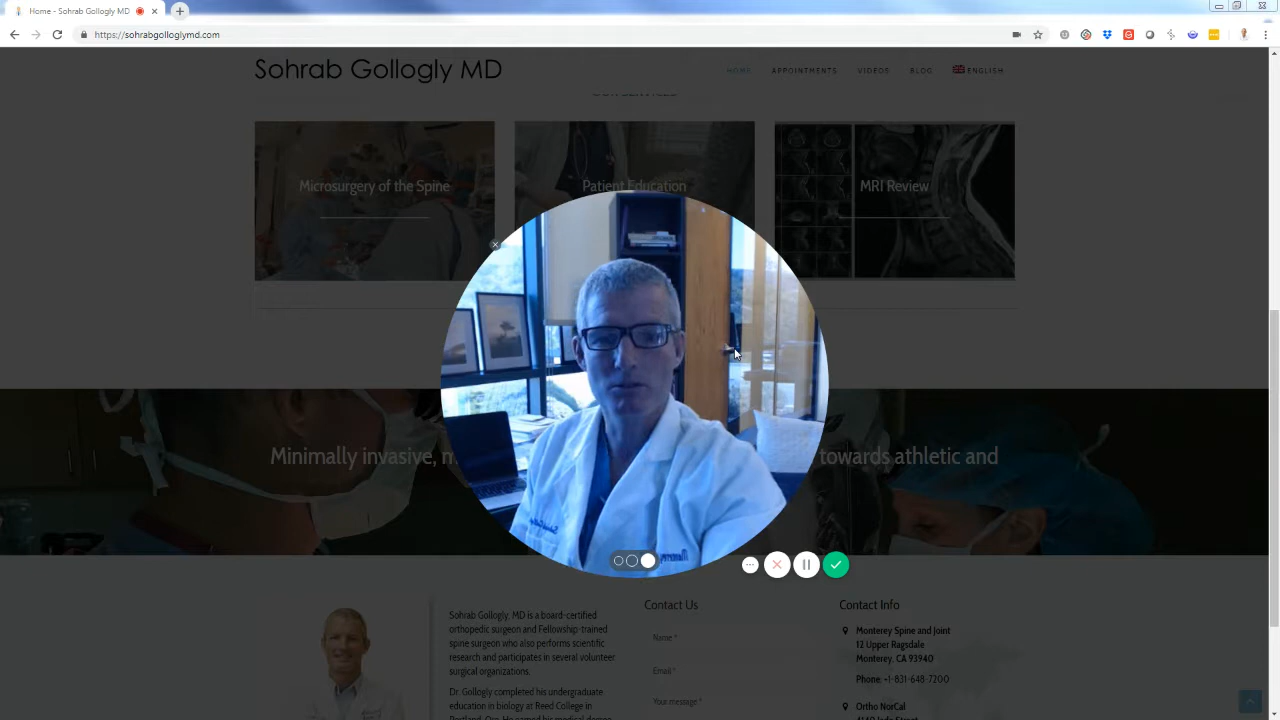 Home - Sohrab Gollogly MD
https://sohrabgolloglymd.com
Sohrab Gollogly MD
HOME APPOINTMENTS VIDEOS BLOG ENGLISH
Microsurgery of the Spine
Patient Education
MRI Review
Minimally invasive, m
towards athletic and
Sohrab Gollogly, MD is a board-certified
orthopedic surgeon and Fellowship-trained
spine surgeon who also performs scientific
research and participates in several volunteer
surgical organizations.
Dr. Gollogly completed his undergraduate
education in biology at Reed College in
Contact Us
Name *
Email *
Your message *
Contact Info
Monterey Spine and Joint
12 Upper Ragsdale
Monterey, CA 93940
Phone: +1-831-648-7200
Ortho NorCal